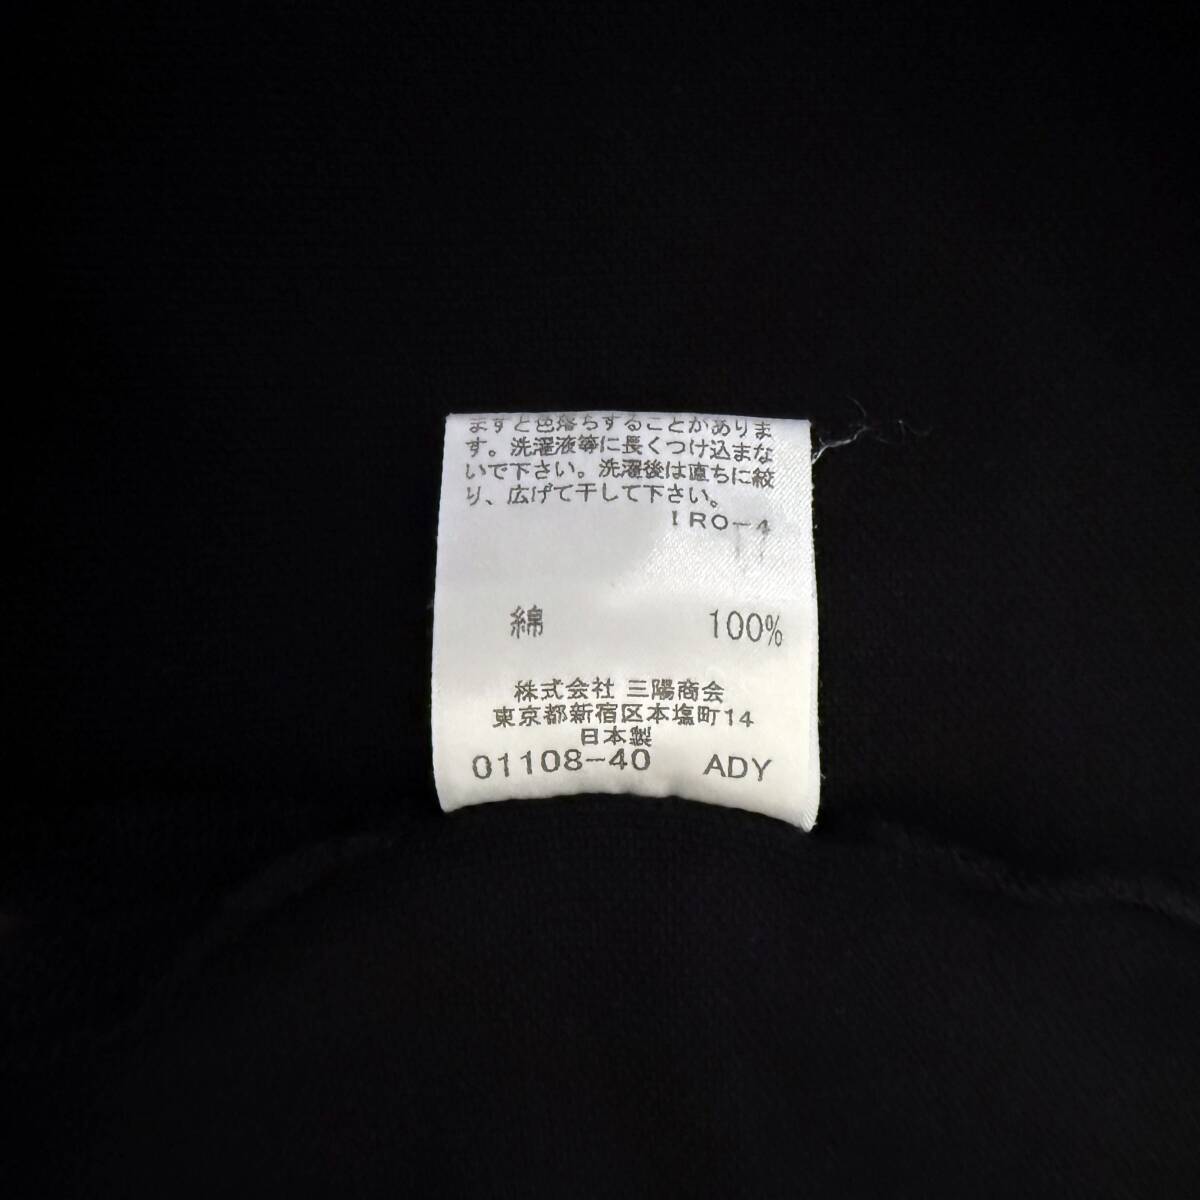 ますと色落ちすることがありま
す。洗濯液等に長くつけ込まな
いで下さい。洗濯後は直ちに絞
り、広げて干して下さい。
IRO-4
綿 100%
株式会社 三陽商会
東京都新宿区本塩町14
日本製
01108-40 ADY